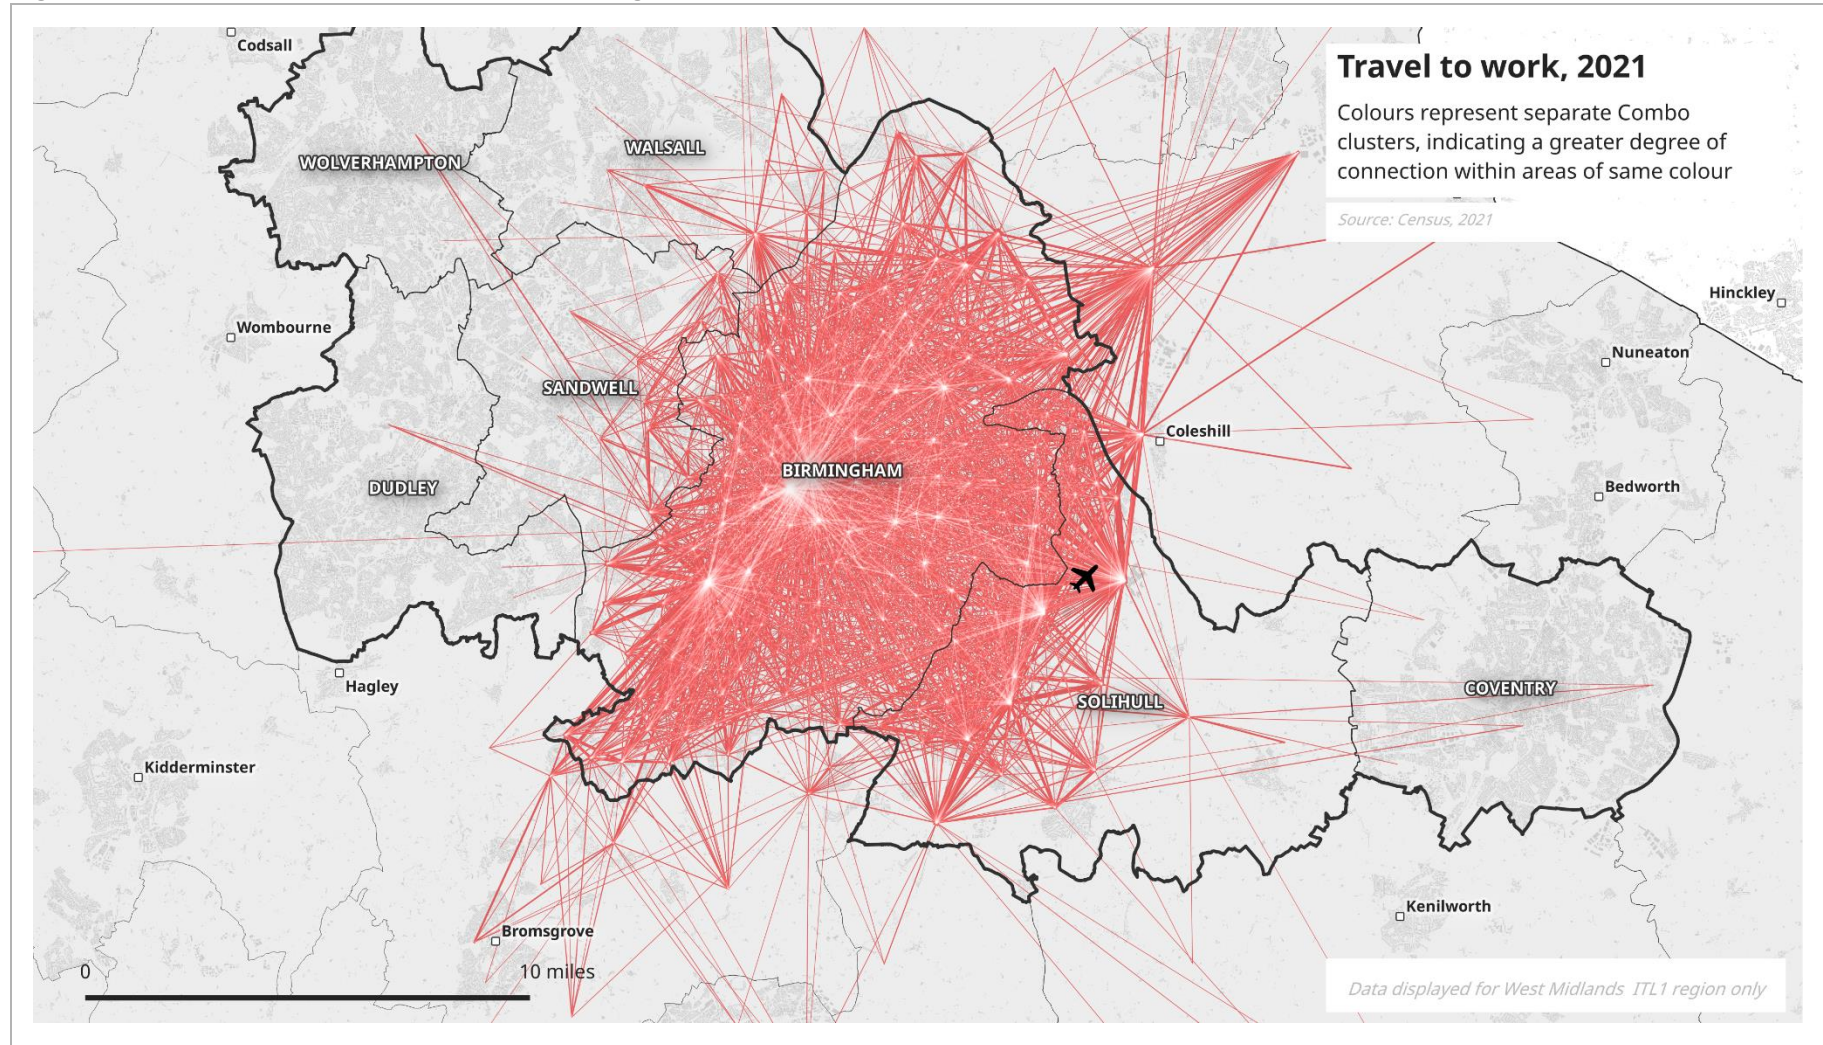 Codsall
Travel to work, 2021
Colours represent separate Combo
clusters, indicating a greater degree of
connection within areas of same colour
Source: Census, 2021
WALSALL
WOLVERHAMPTON
Hinckley
Wombourne
Nuneaton
SANDWELL
Coleshill
BIRMINGHAM
DUDLEY
Bedworth
Hagley
COVENTRY
SOLIHULL
Kidderminster
Kenilworth
Bromsgrove
0 10 miles
Data displayed for West Midlands ITL1 region only